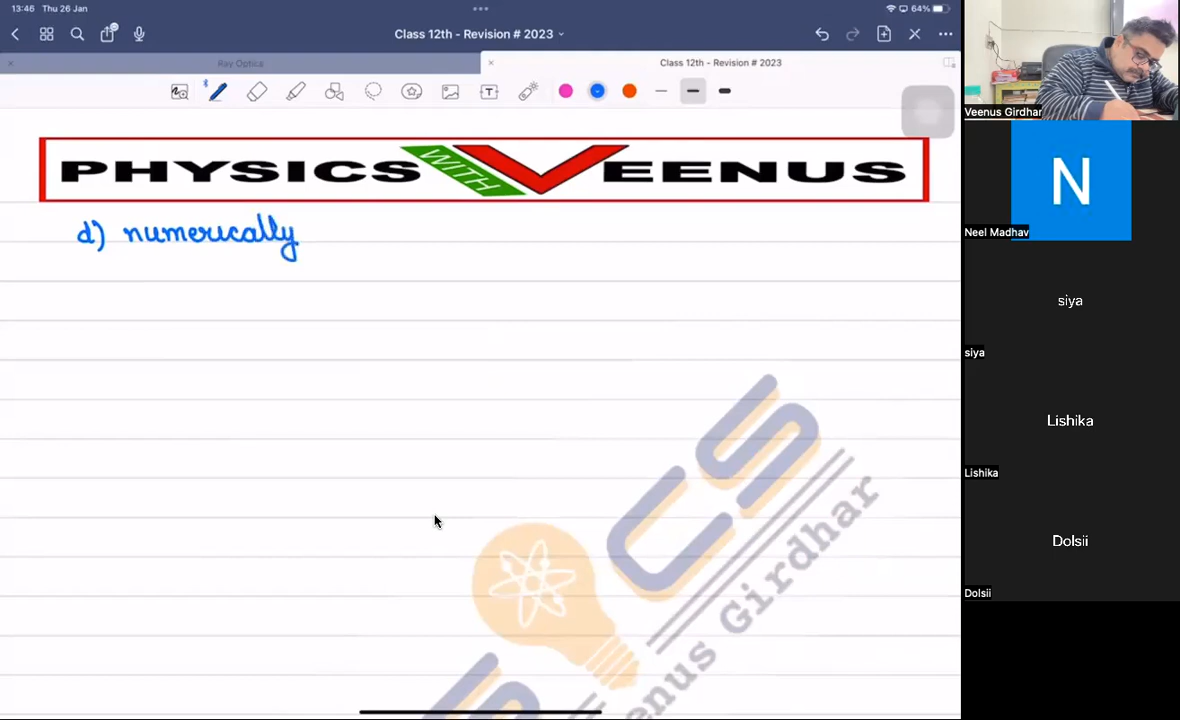 13:46 Thu 26 Jan
64%
Class 12th - Revision # 2023
Ray Optics
Class 12th - Revision # 2023
T
PHYSICS WITH VEENUS
d) numerically
CS
Veenus Girdhar
Veenus Girdhar
N
Neel Madhav
siya
siya
Lishika
Lishika
Dolsii
Dolsii